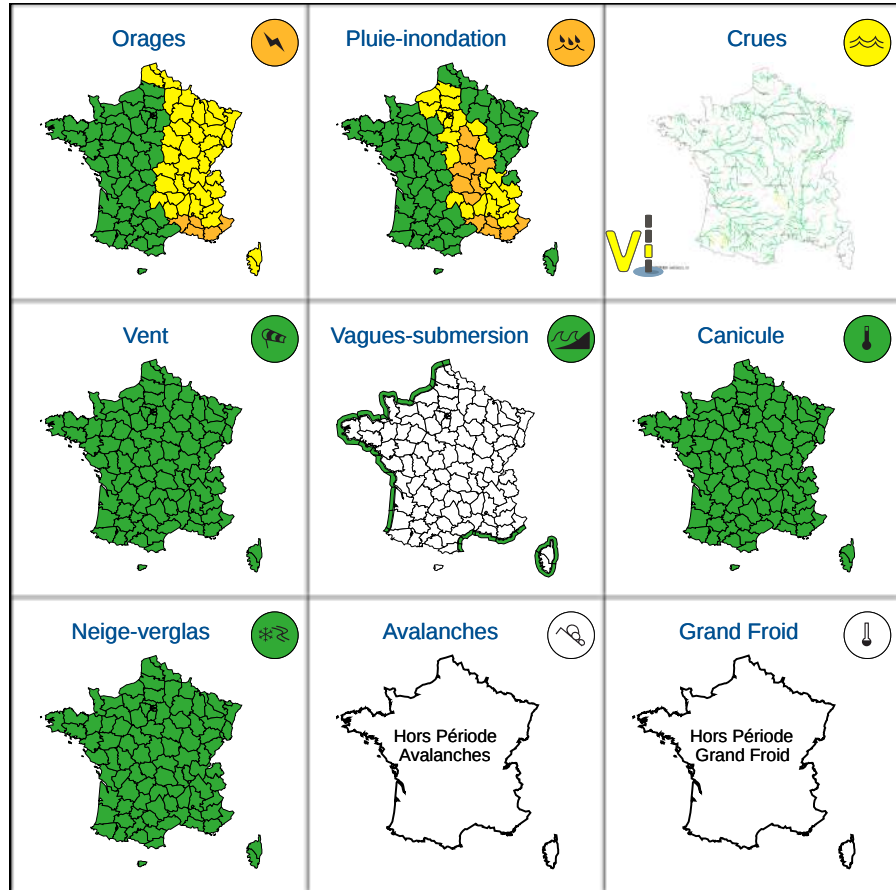 Orages
Pluie-inondation
Crues
Vi
Vent
Vagues-submersion
Canicule
Neige-verglas
Avalanches
Grand Froid
Hors Période
Avalanches
Hors Période
Grand Froid